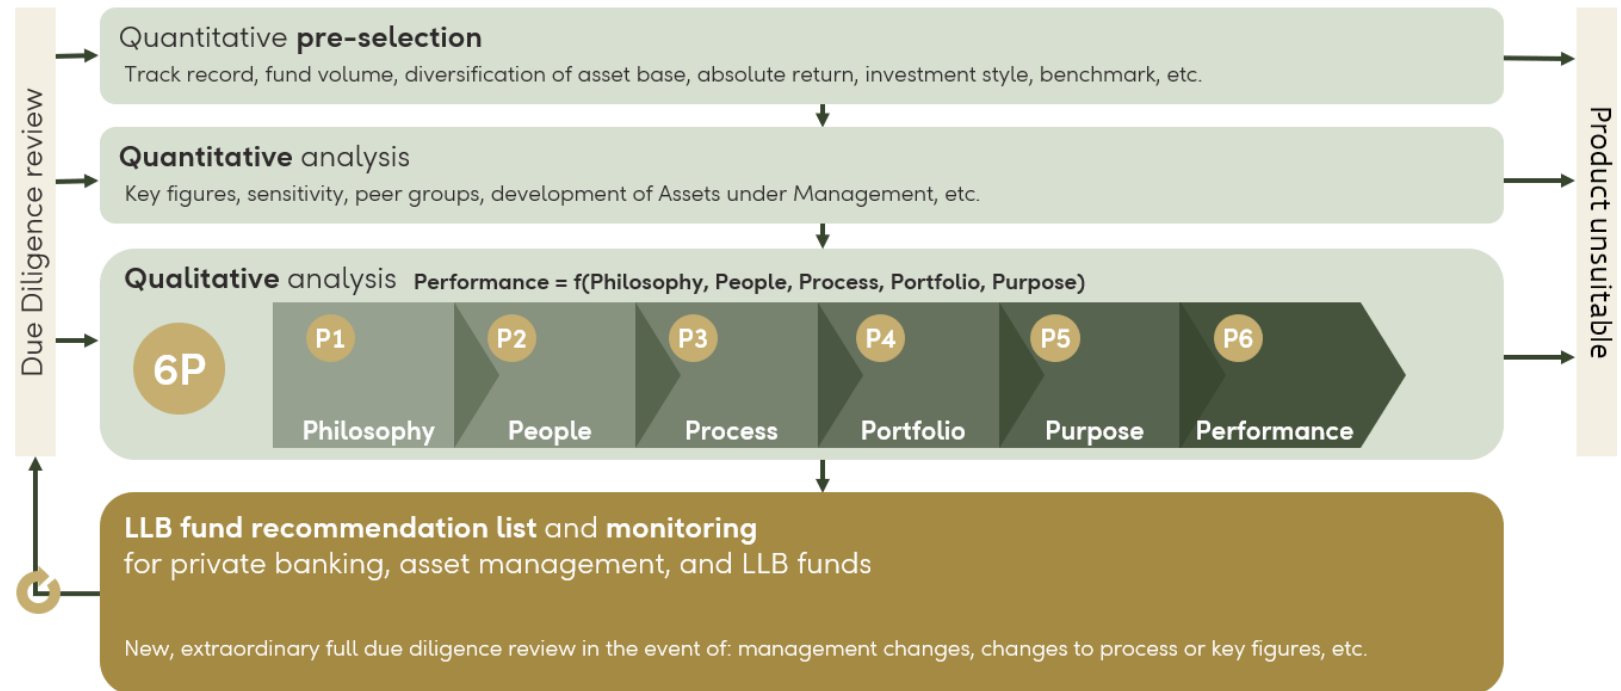 Due Diligence review
Quantitative pre-selection
Track record, fund volume, diversification of asset base, absolute return, investment style, benchmark, etc.
Quantitative analysis
Key figures, sensitivity, peer groups, development of Assets under Management, etc.
Qualitative analysis Performance = f(Philosophy, People, Process, Portfolio, Purpose)
6P
P1 P2 P3 P4 P5 P6
Philosophy People Process Portfolio Purpose Performance
Product unsuitable
LLB fund recommendation list and monitoring
for private banking, asset management, and LLB funds
New, extraordinary full due diligence review in the event of: management changes, changes to process or key figures, etc.